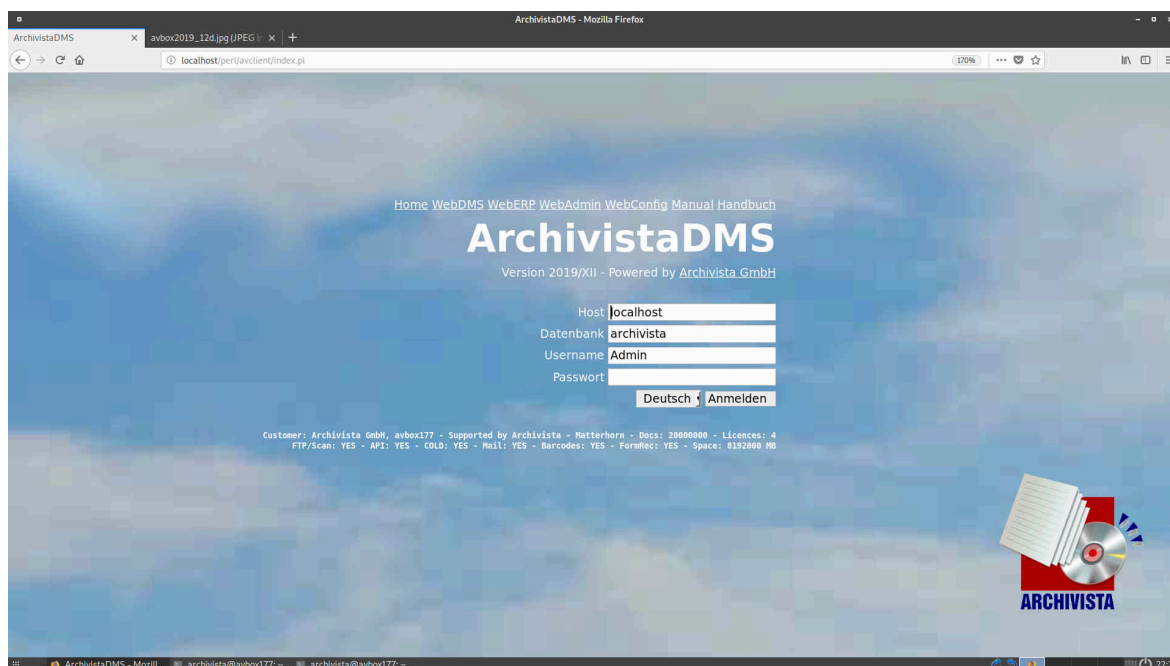 ArchivistaDMS - Mozilla Firefox
ArchivistaDMS
avbox2019_12d.jpg (JPEG
localhost/perl/avclient/index.pl
170%
Home WebDMS WebERP WebAdmin WebConfig Manual Handbuch
ArchivistaDMS
Version 2019/XII - Powered by Archivista GmbH
Host localhost
Datenbank archivista
Username Admin
Passwort
Deutsch Anmelden
Customer: Archivista GmbH, avbox177 - Supported by Archivista - Matterhorn - Docs: 20000000 - Licences: 4
FTP/Scan: YES - API: YES - COLD: YES - Mail: YES - Barcodes: YES - FormRec: YES - Space: 8192000 MB
ARCHIVISTA
ArchivistaDMS - Mozill archivista@avbox177: ~ archivista@avbox177: ~